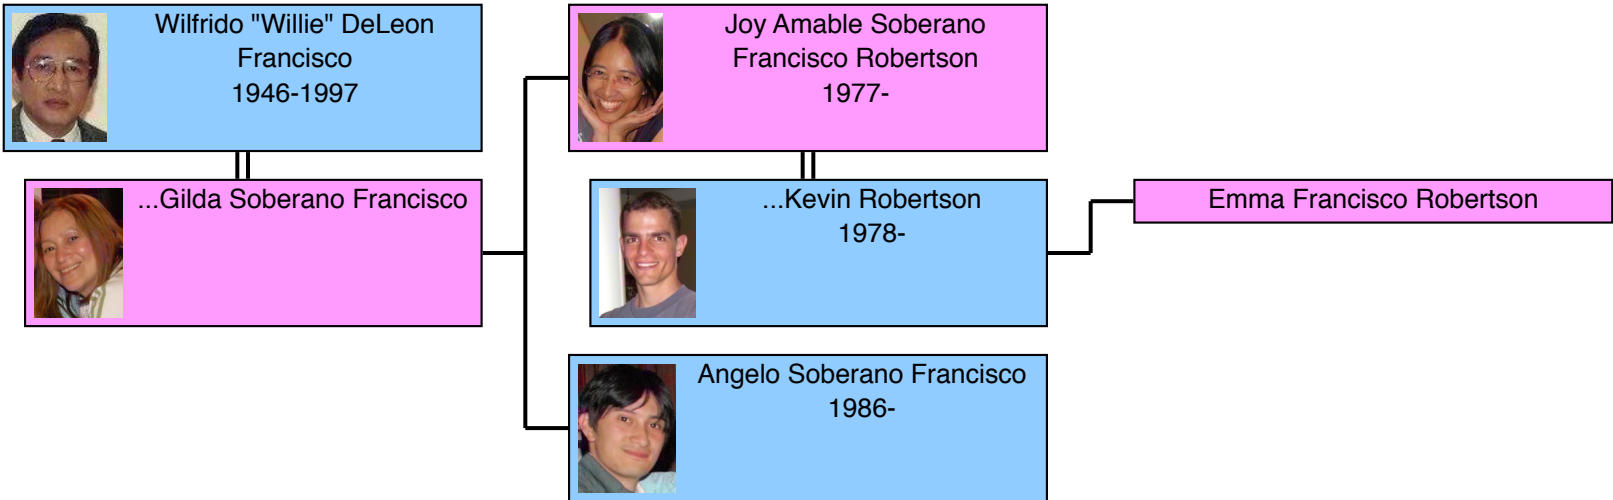 Wilfrido "Willie" DeLeon
Francisco
1946-1997
...Gilda Soberano Francisco
Joy Amable Soberano
Francisco Robertson
1977-
...Kevin Robertson
1978-
Angelo Soberano Francisco
1986-
Emma Francisco Robertson